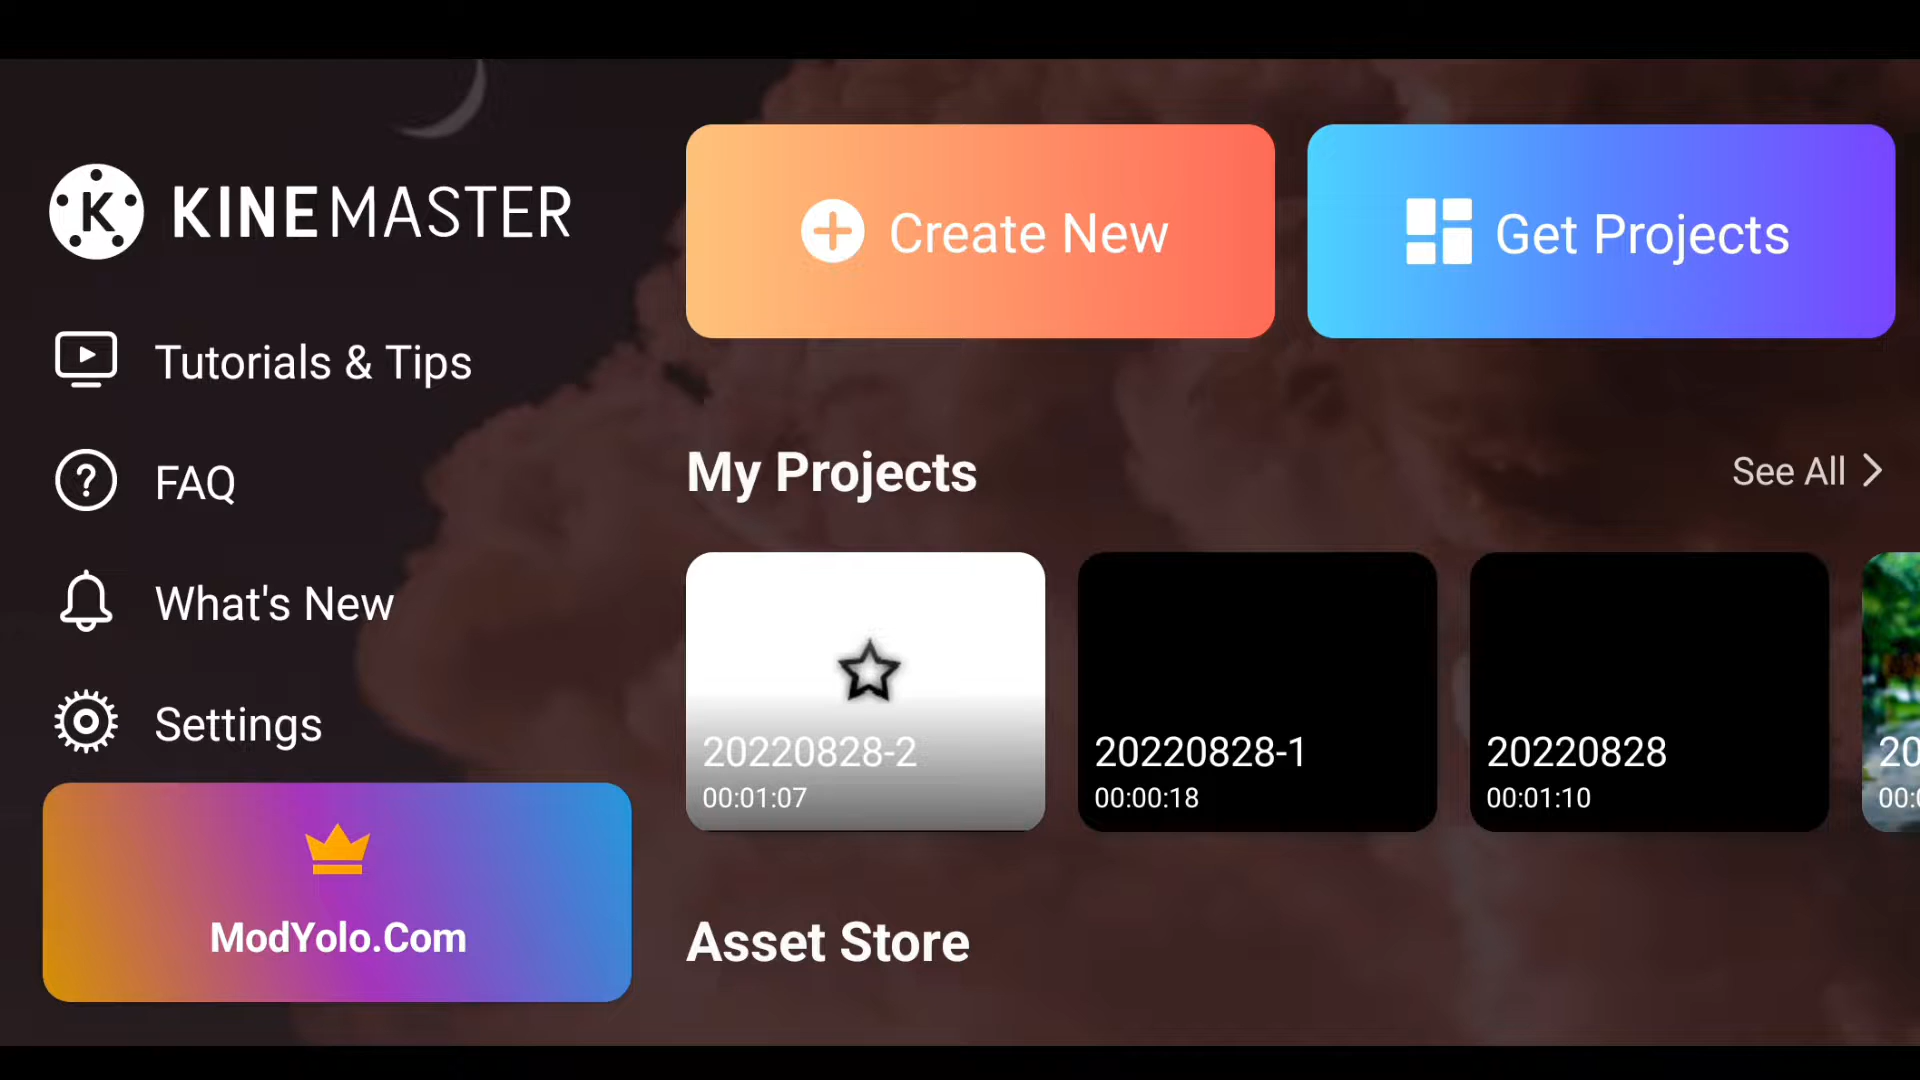 K KINEMASTER
Tutorials & Tips
FAQ
What's New
Settings
ModYolo.Com
Create New
Get Projects
My Projects
See All
20220828-2
00:01:07
20220828-1
00:00:18
20220828
00:01:10
Asset Store